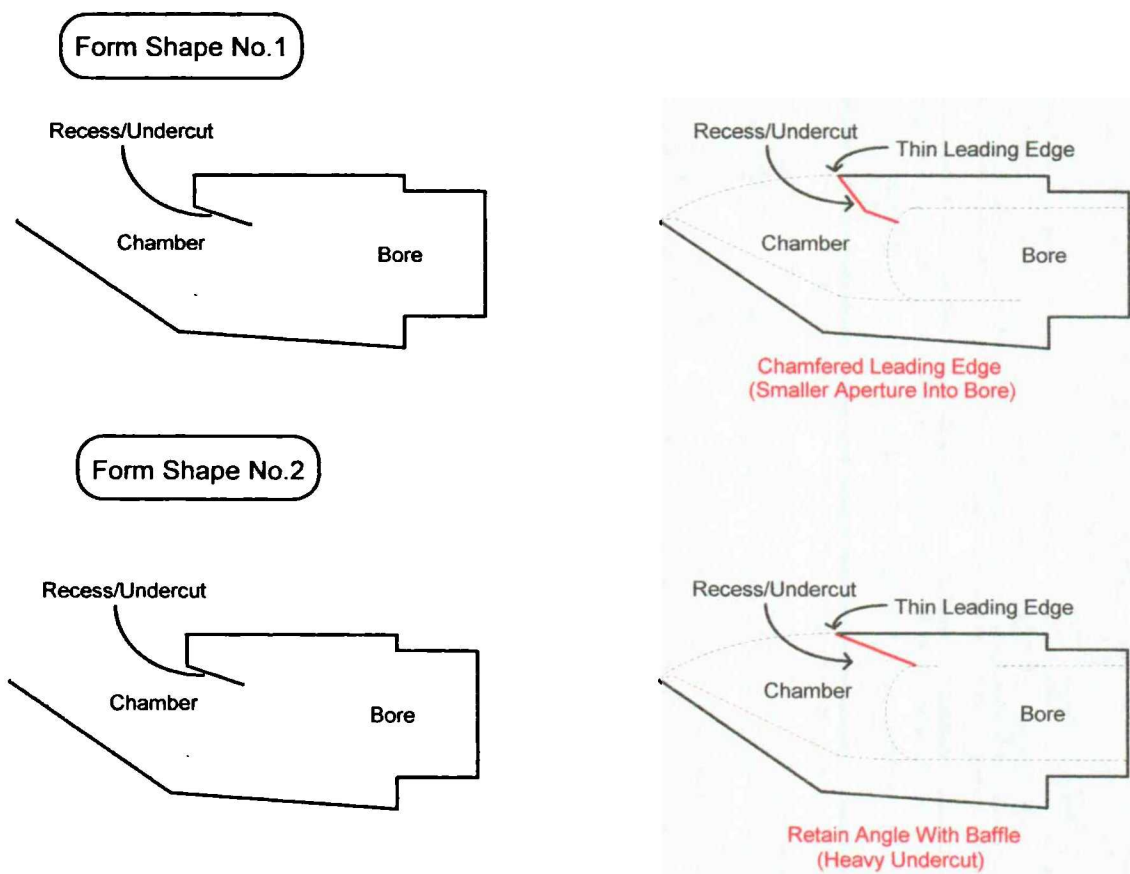 Form Shape No.1
Recess/Undercut
Chamber
Bore
Recess/Undercut
Thin Leading Edge
Chamber
Bore
Chamfered Leading Edge
(Smaller Aperture Into Bore)
Form Shape No.2
Recess/Undercut
Chamber
Bore
Recess/Undercut
Thin Leading Edge
Chamber
Bore
Retain Angle With Baffle
(Heavy Undercut)